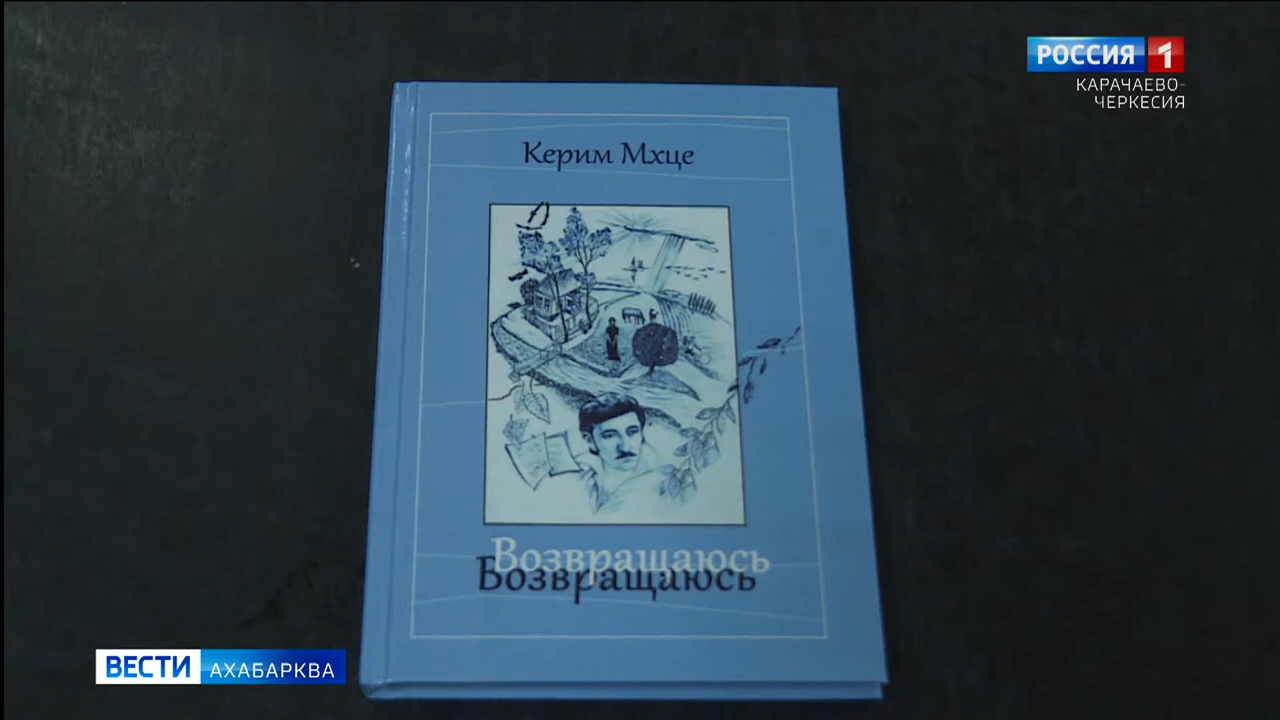 РОССИЯ 1
КАРАЧАЕВО-
ЧЕРКЕСИЯ
Керим Мхце
Возвращаюсь
Возвращаюсь
ВЕСТИ АХАБАРКВА